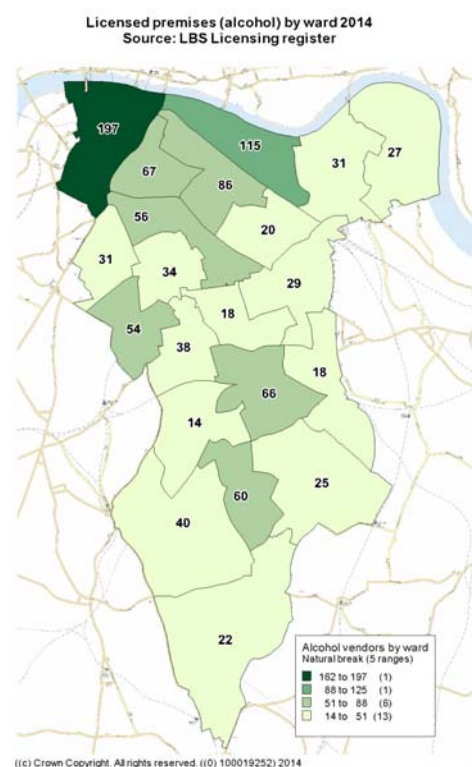 Licensed premises (alcohol) by ward 2014
Source: LBS Licensing register
197
115
31
27
67
86
56
20
31
34
29
18
54
38
18
66
14
25
60
40
22
Alcohol vendors by ward
Natural break (5 ranges)
162 to 197 (1)
88 to 125 (1)
51 to 88 (6)
14 to 51 (13)
((c) Crown Copyright. All rights reserved. ((0) 100019252) 2014